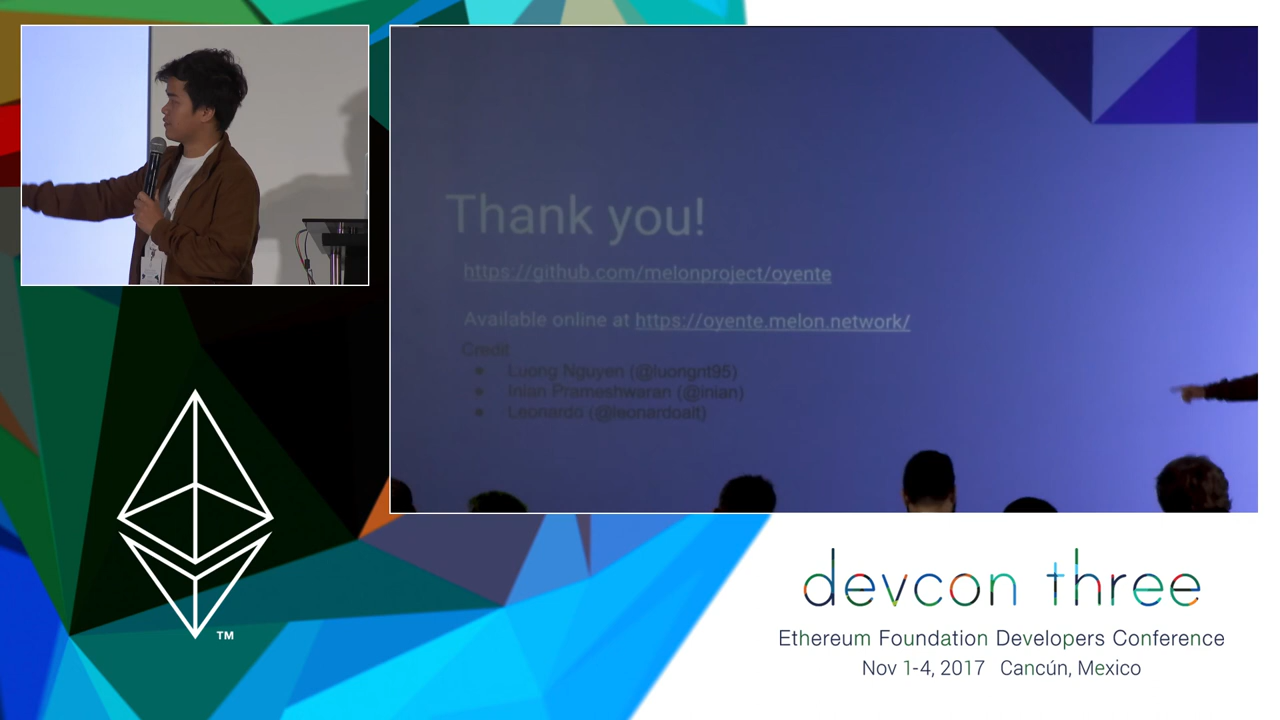 Thank you!
https://github.com/melonproject/oyente
Available online at https://oyente.melon.network/
Credit
● Luong Nguyen (@luongnt95)
● Inian Prameshwaran (@inian)
● Leonardo (@leonardoalt)
TM
devcon three
Ethereum Foundation Developers Conference
Nov 1-4, 2017 Cancún, Mexico